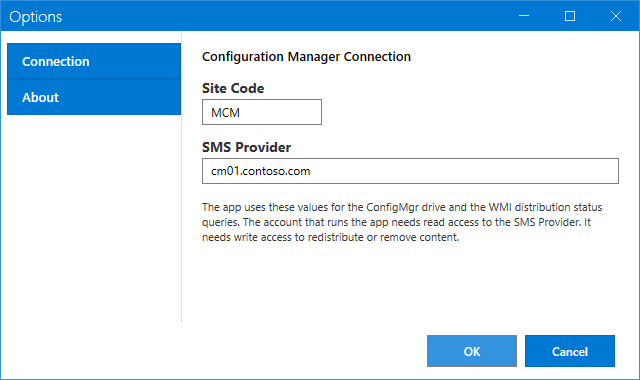 Options
Connection
About
Configuration Manager Connection
Site Code
MCM
SMS Provider
cm01.contoso.com
The app uses these values for the ConfigMgr drive and the WMI distribution status
queries. The account that runs the app needs read access to the SMS Provider. It
needs write access to redistribute or remove content.
OK
Cancel